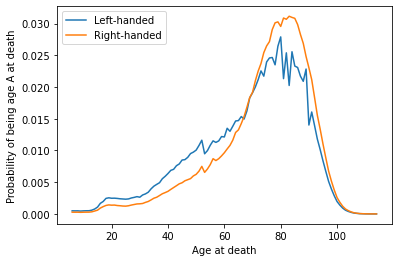 Left-handed
Right-handed
Probability of being age A at death
0.030
0.025
0.020
0.015
0.010
0.005
0.000
20 40 60 80 100
Age at death